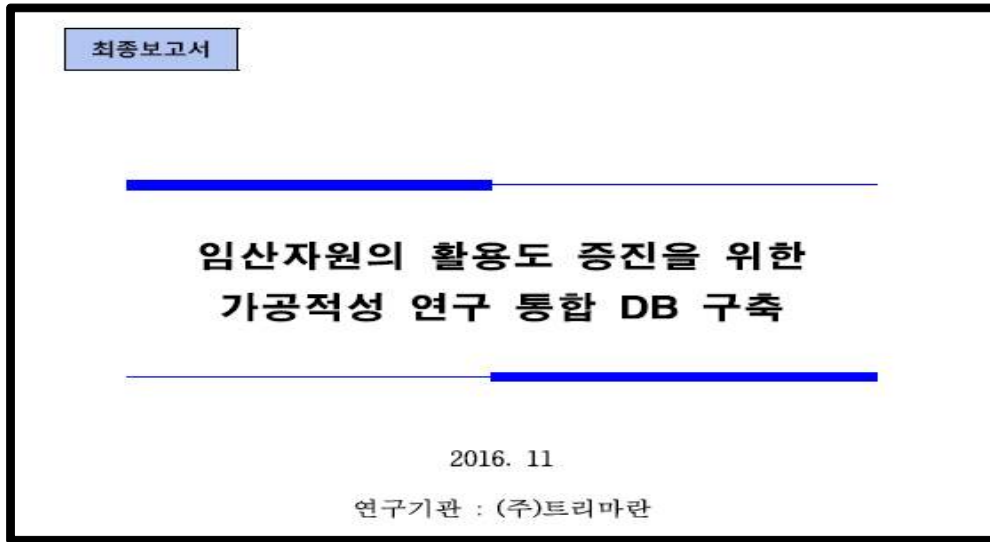 최종보고서
임산자원의 활용도 증진을 위한
가공적성 연구 통합 DB 구축
2016. 11
연구기관 : (주)트리마란